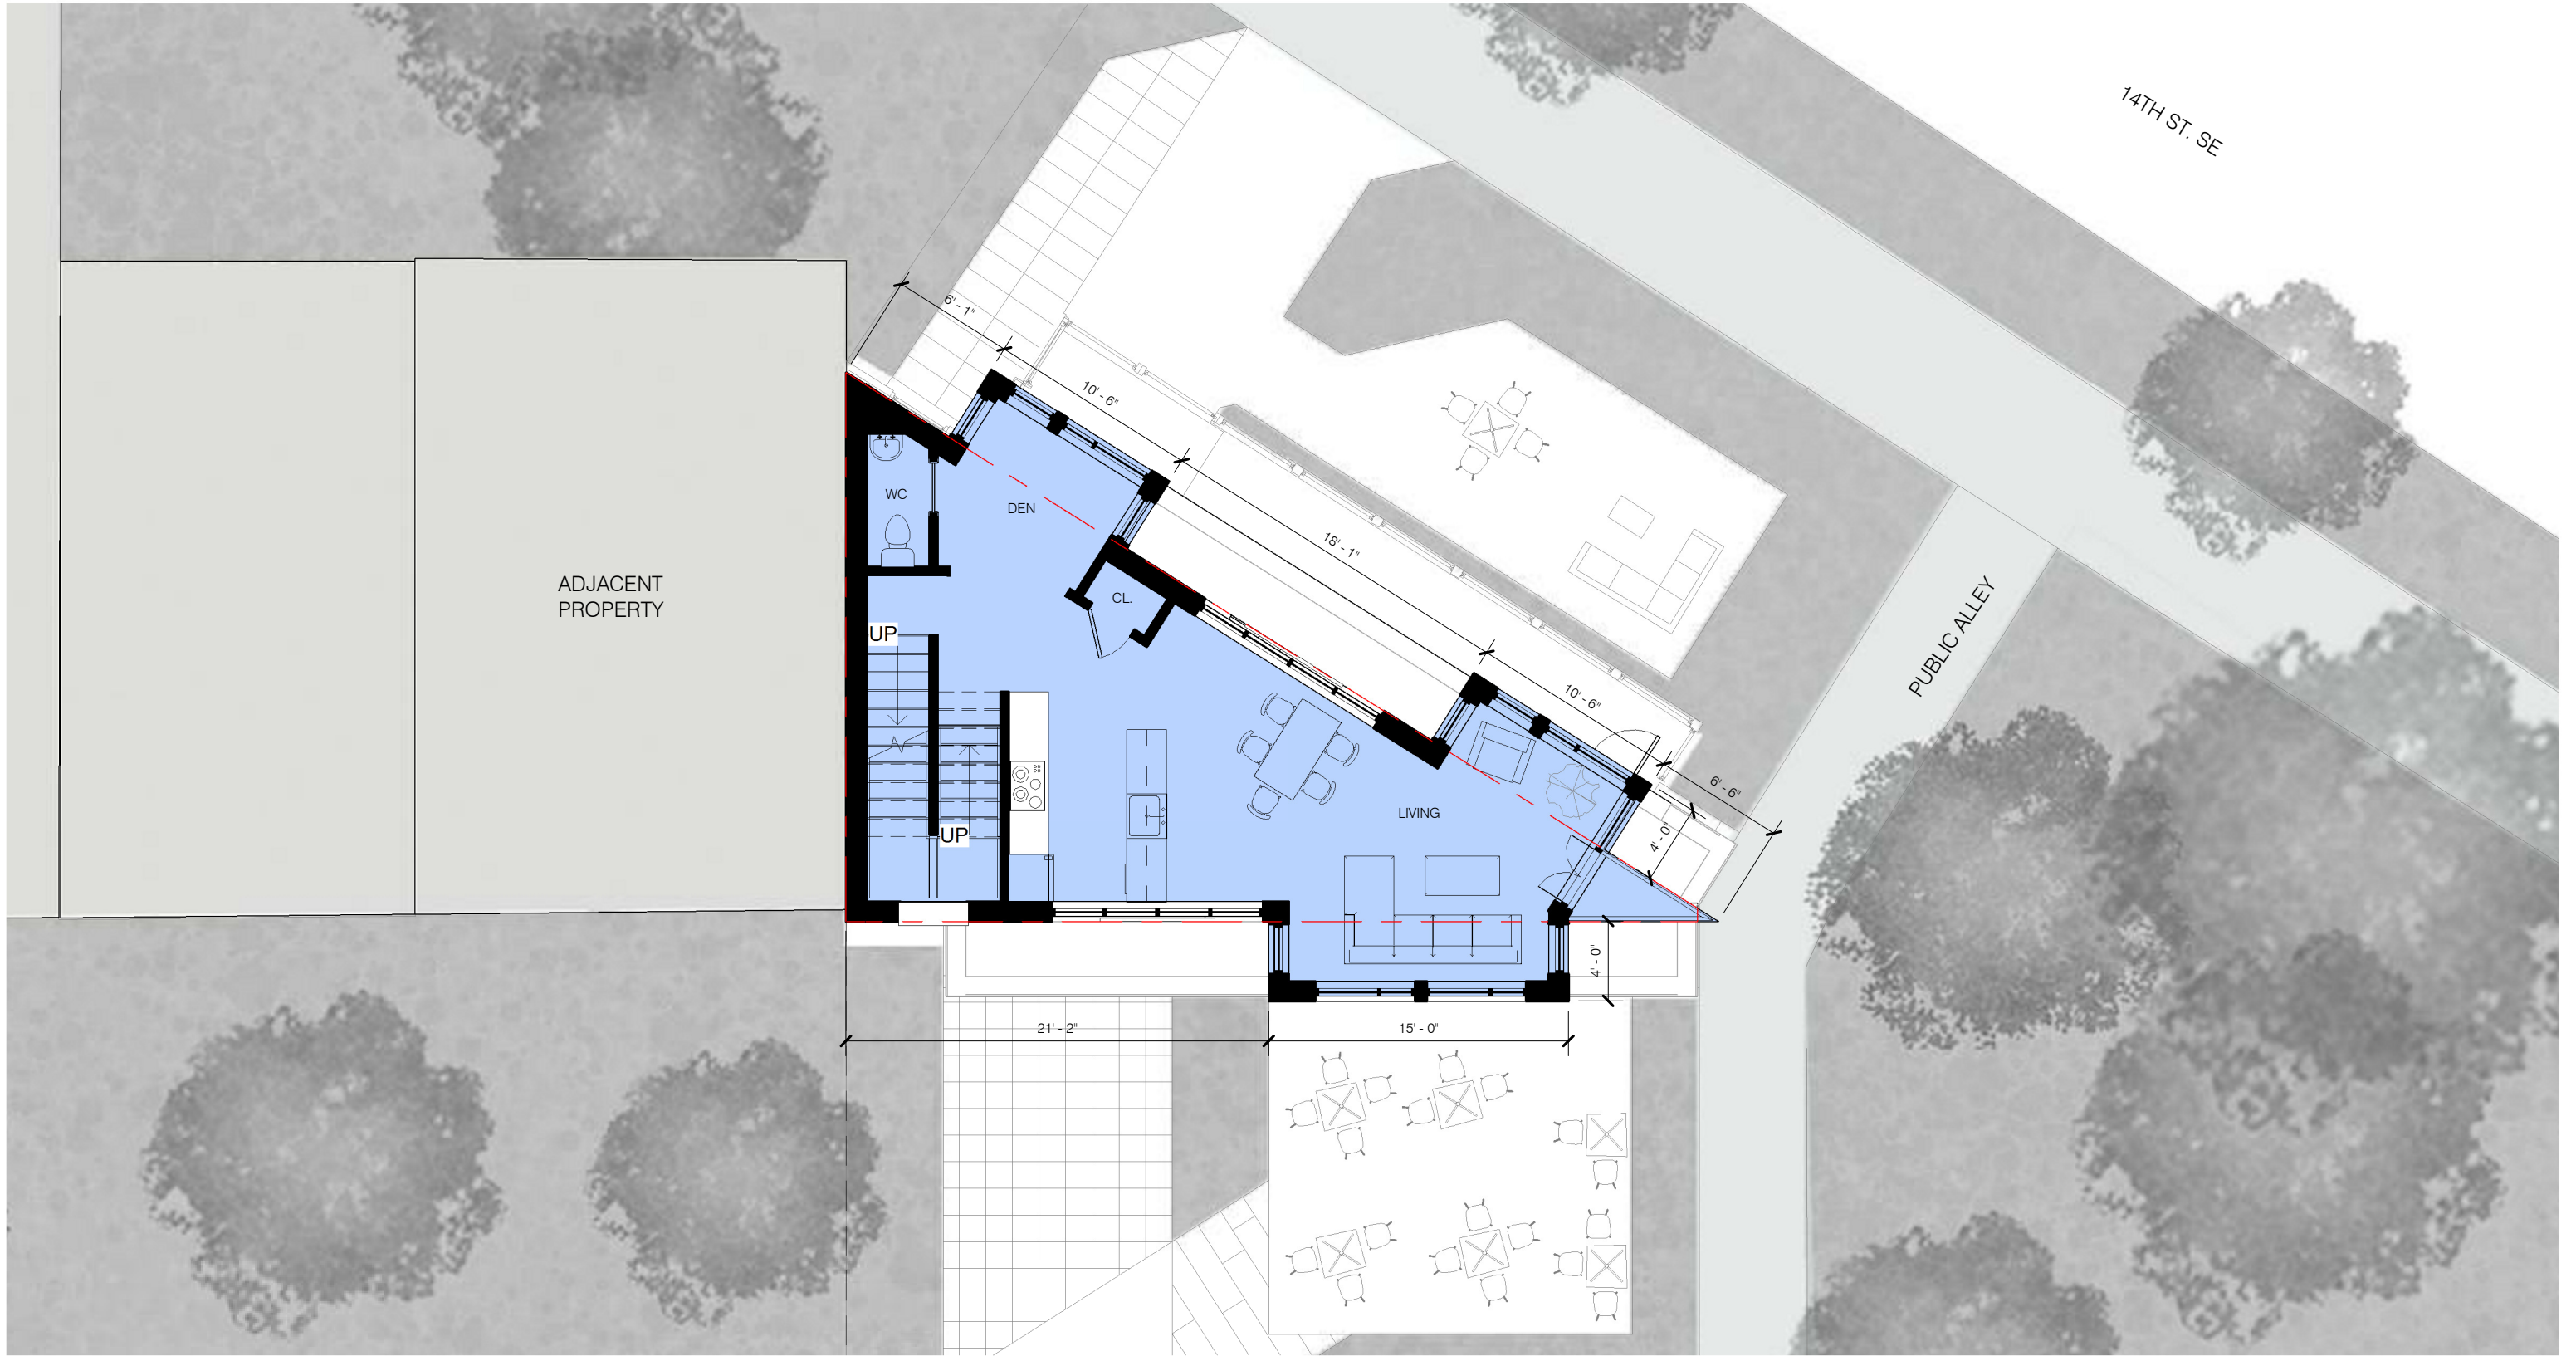 14TH ST. SE
6' - 1"
10' - 6"
WC
DEN
18' - 1"
ADJACENT
PROPERTY
CL.
PUBLIC ALLEY
UP
10' - 6"
6' - 6"
LIVING
UP
4' - 0"
4' - 0"
21' - 2"
15' - 0"